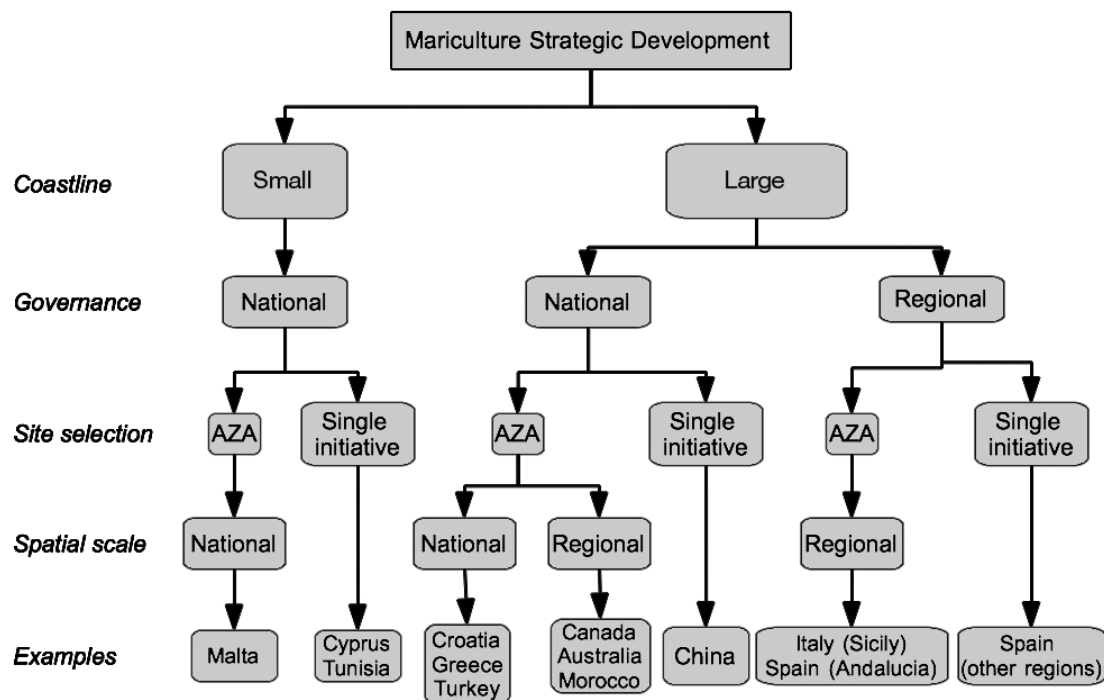 Mariculture Strategic Development
Coastline
Small
Large
Governance
National
National
Regional
Site selection
AZA
Single
initiative
AZA
Single
initiative
AZA
Single
initiative
Spatial scale
National
National
Regional
Regional
Examples
Malta
Cyprus
Tunisia
Croatia
Greece
Turkey
Canada
Australia
Morocco
China
Italy (Sicily)
Spain (Andalucia)
Spain
(other regions)